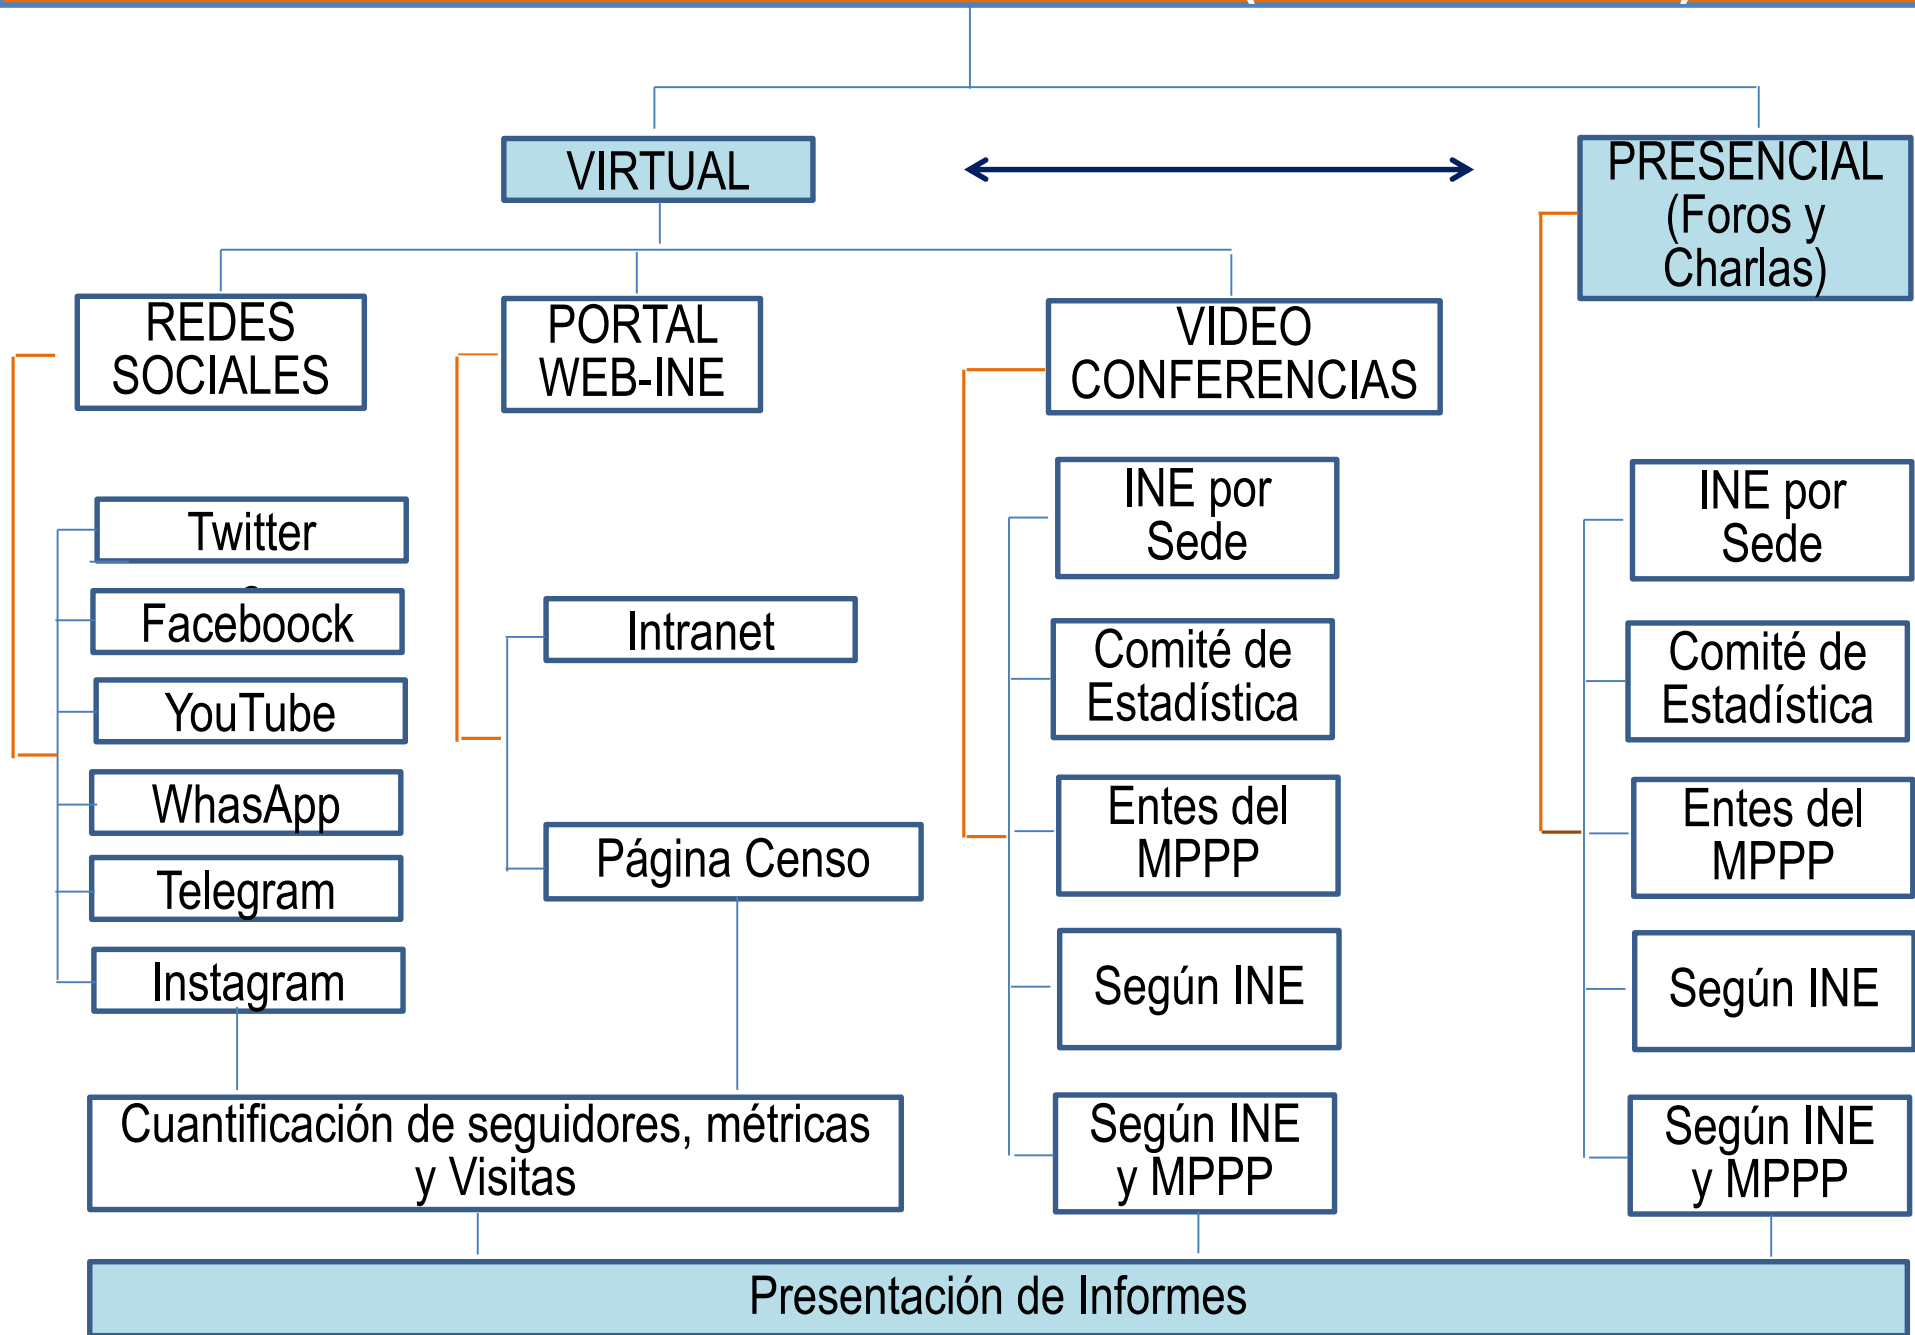 VIRTUAL
PRESENCIAL
(Foros y
Charlas)
REDES
SOCIALES
PORTAL
WEB-INE
VIDEO
CONFERENCIAS
Twitter
Faceboock
YouTube
WhasApp
Telegram
Instagram
Intranet
Página Censo
INE por
Sede
Comité de
Estadística
Entes del
MPPP
Según INE
Según INE
y MPPP
INE por
Sede
Comité de
Estadística
Entes del
MPPP
Según INE
Según INE
y MPPP
Cuantificación de seguidores, métricas
y Visitas
Presentación de Informes